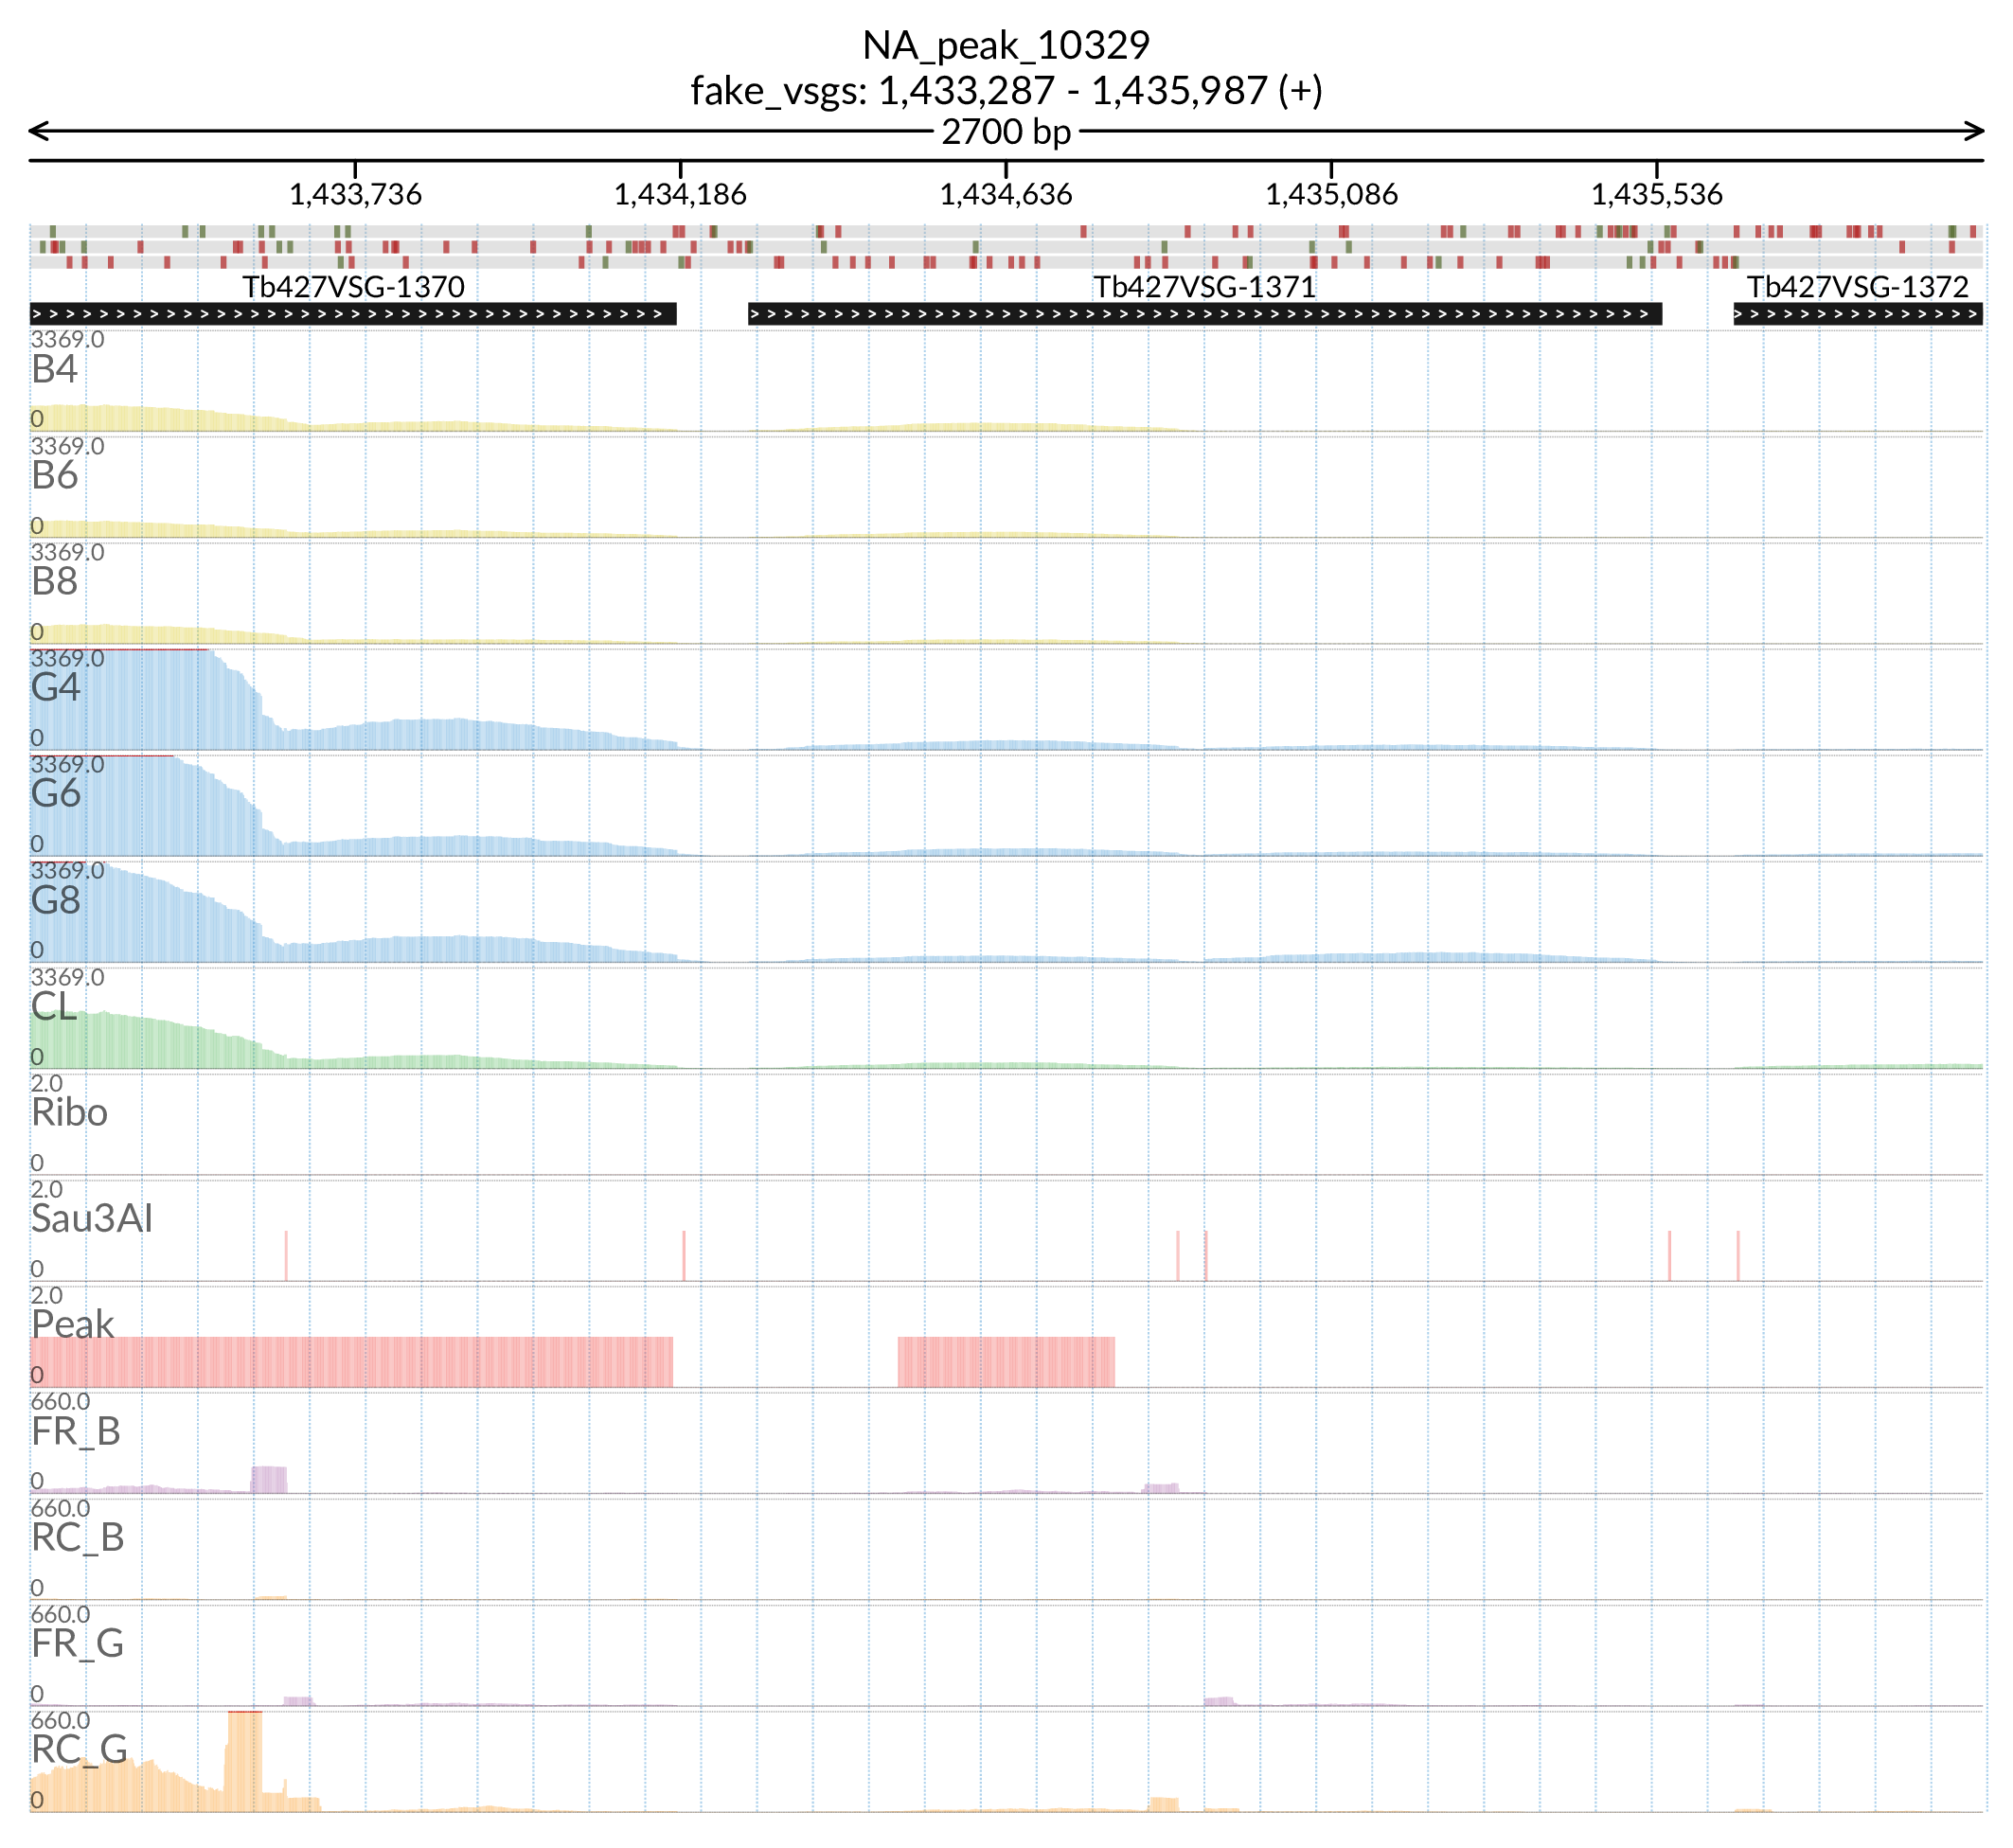 NA_peak_10329
fake_vsgs: 1,433,287 - 1,435,987 (+)
2700 bp
1,433,736 1,434,186 1,434,636 1,435,086 1,435,536
Tb427VSG-1370 Tb427VSG-1371 Tb427VSG-1372
3369.0
B4
0
3369.0
B6
0
3369.0
B8
0
3369.0
G4
0
3369.0
G6
0
3369.0
G8
0
3369.0
CL
0
2.0
Ribo
0
2.0
Sau3AI
0
2.0
Peak
0
660.0
FR_B
0
660.0
RC_B
0
660.0
FR_G
0
660.0
RC_G
0